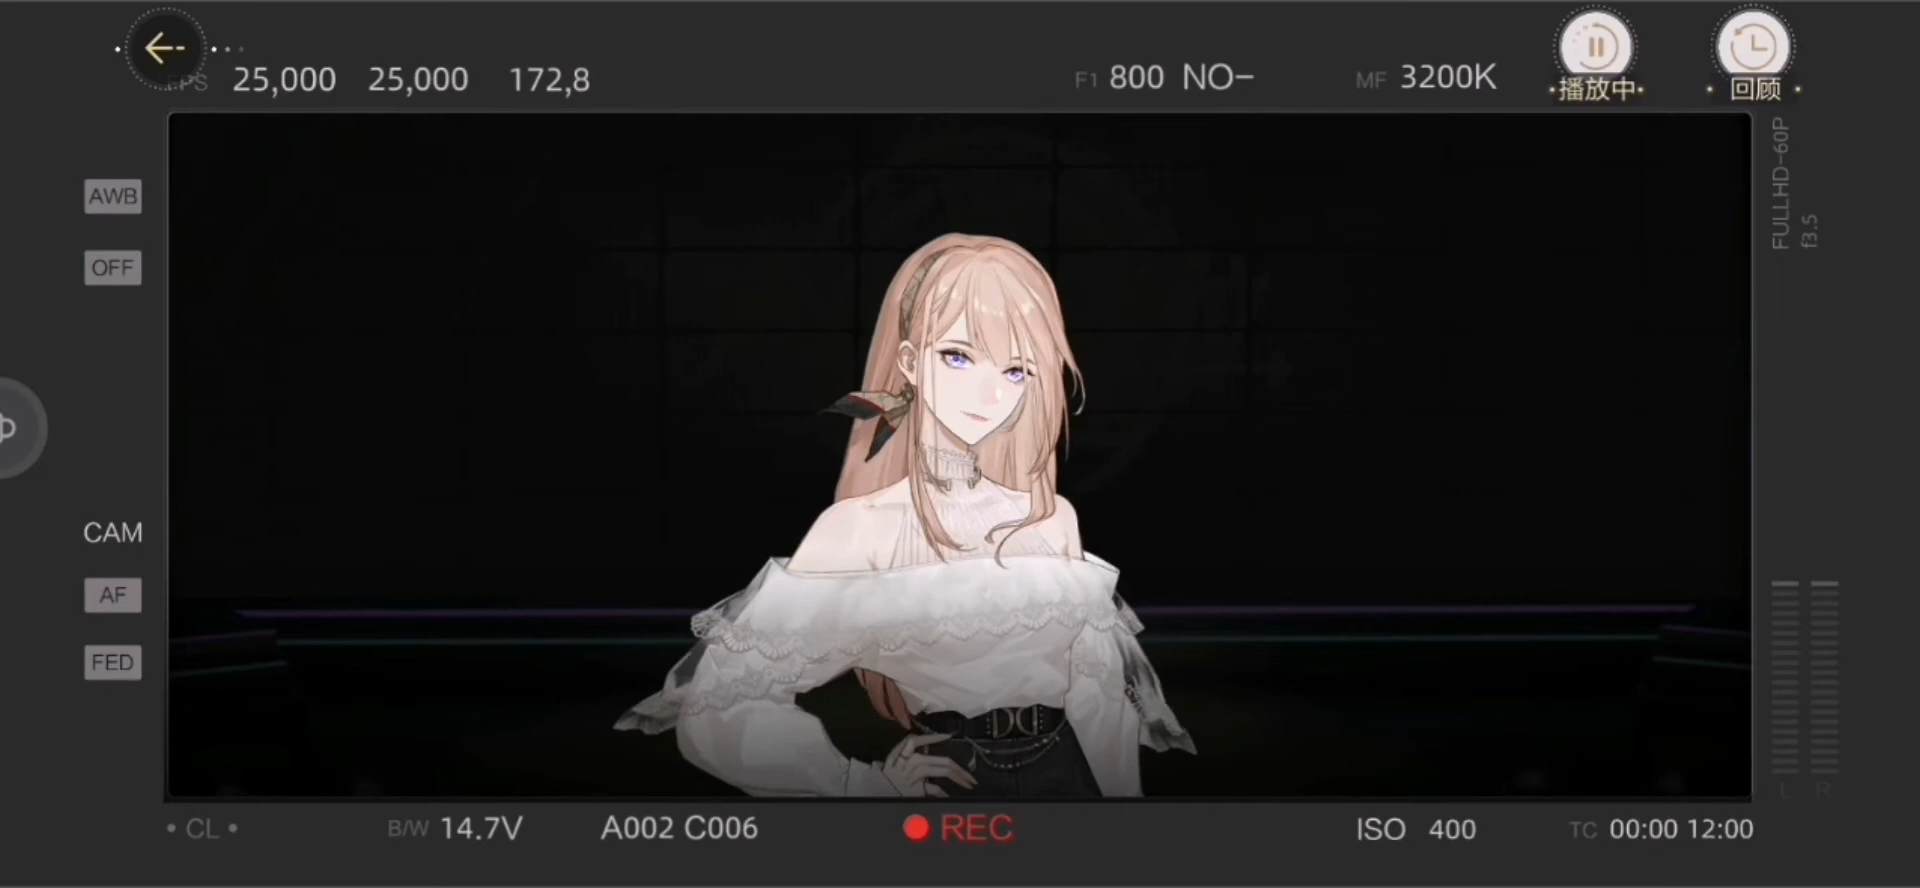 FPS 25,000 25,000 172,8
F1 800 NO–
MF 3200K
播放中
回顾
AWB
OFF
CAM
AF
FED
FULLHD-60P
f3.5
L R
CL
B/W 14.7V
A002 C006
REC
ISO 400
TC 00:00 12:00